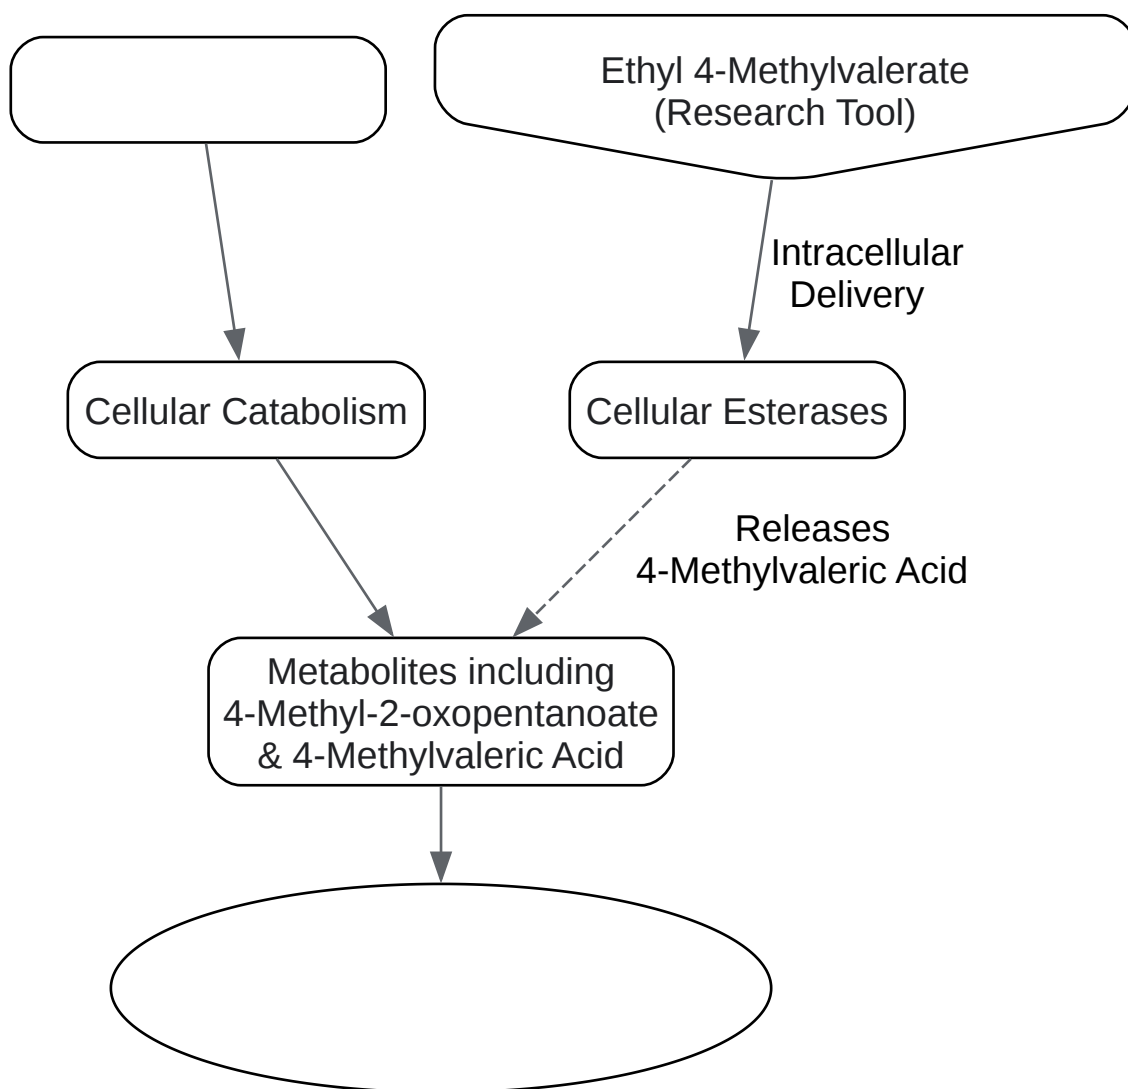 Ethyl 4-Methylvalerate
(Research Tool)
Intracellular
Delivery
Cellular Catabolism
Cellular Esterases
Releases
4-Methylvaleric Acid
Metabolites including
4-Methyl-2-oxopentanoate
& 4-Methylvaleric Acid